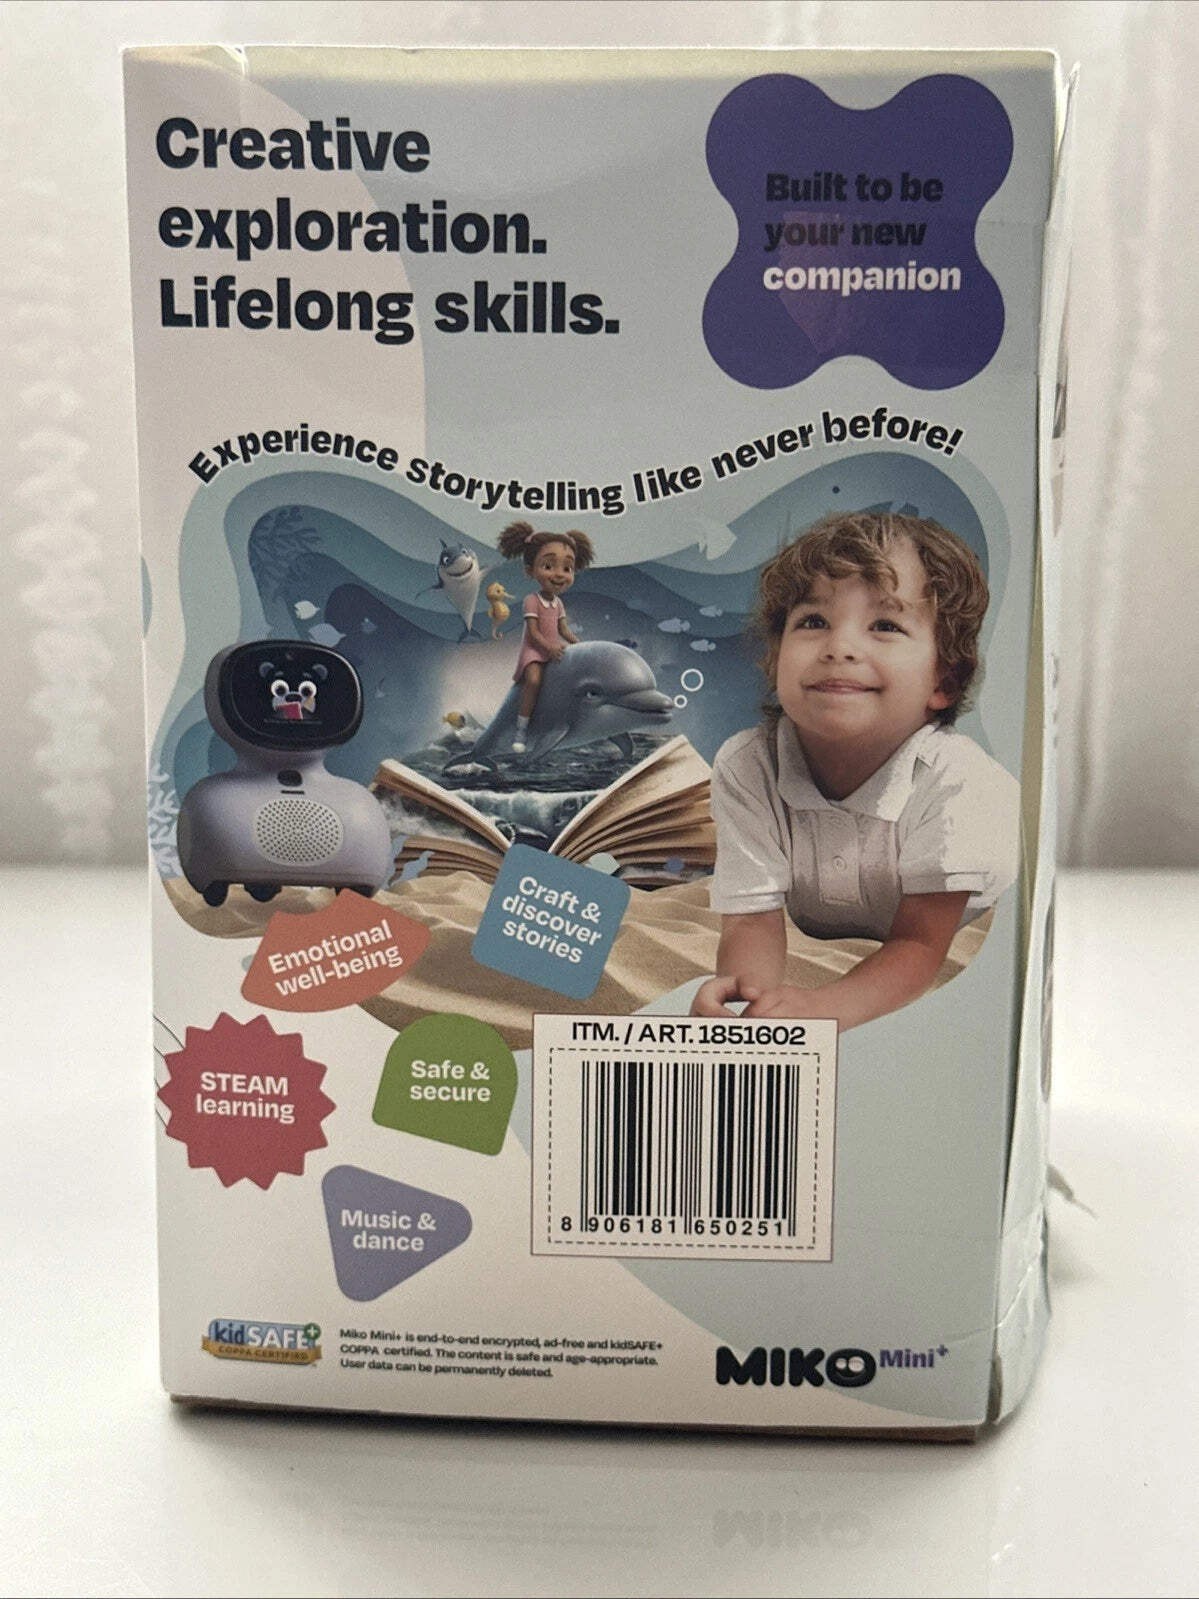 Creative
exploration.
Lifelong skills.
Built to be
your new
companion
Experience storytelling like never before!
Craft &
discover
stories
Emotional
well-being
STEAM
learning
Safe &
secure
Music &
dance
ITM. / ART. 1851602
8 906181 650251
kidSAFE+
COPPA CERTIFIED
Miko Mini+ is end-to-end encrypted, ad-free and kidSAFE+
COPPA certified. The content is safe and age-appropriate.
User data can be permanently deleted.
MIKO Mini+